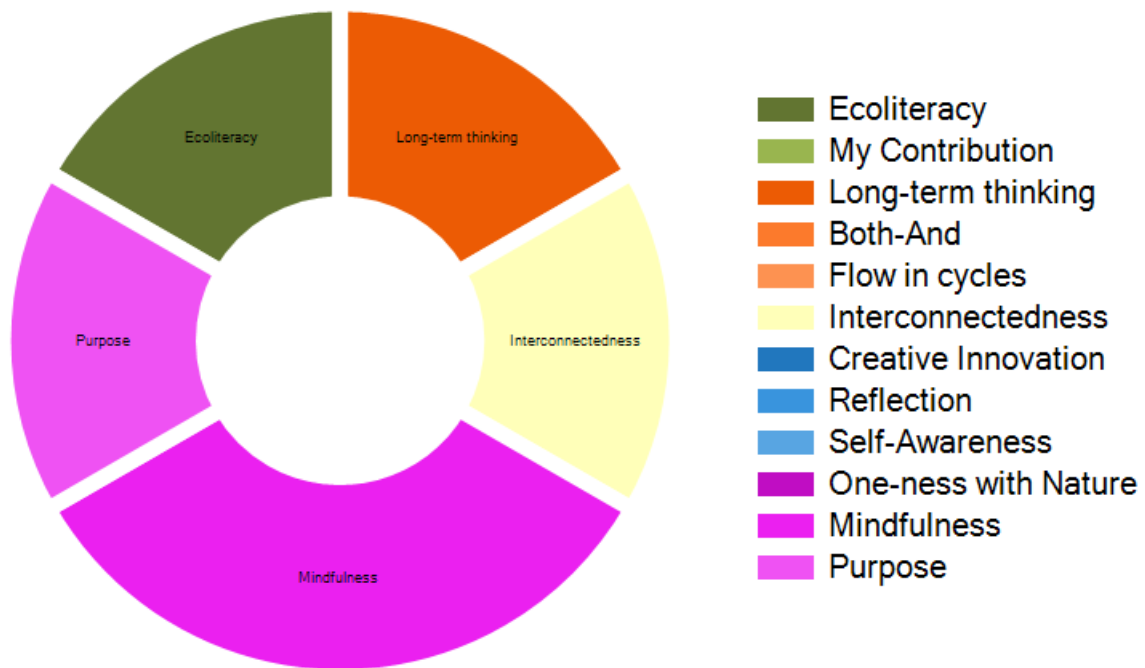 Ecoliteracy
Long-term thinking
Purpose
Interconnectedness
Mindfulness
Ecoliteracy
My Contribution
Long-term thinking
Both-And
Flow in cycles
Interconnectedness
Creative Innovation
Reflection
Self-Awareness
One-ness with Nature
Mindfulness
Purpose